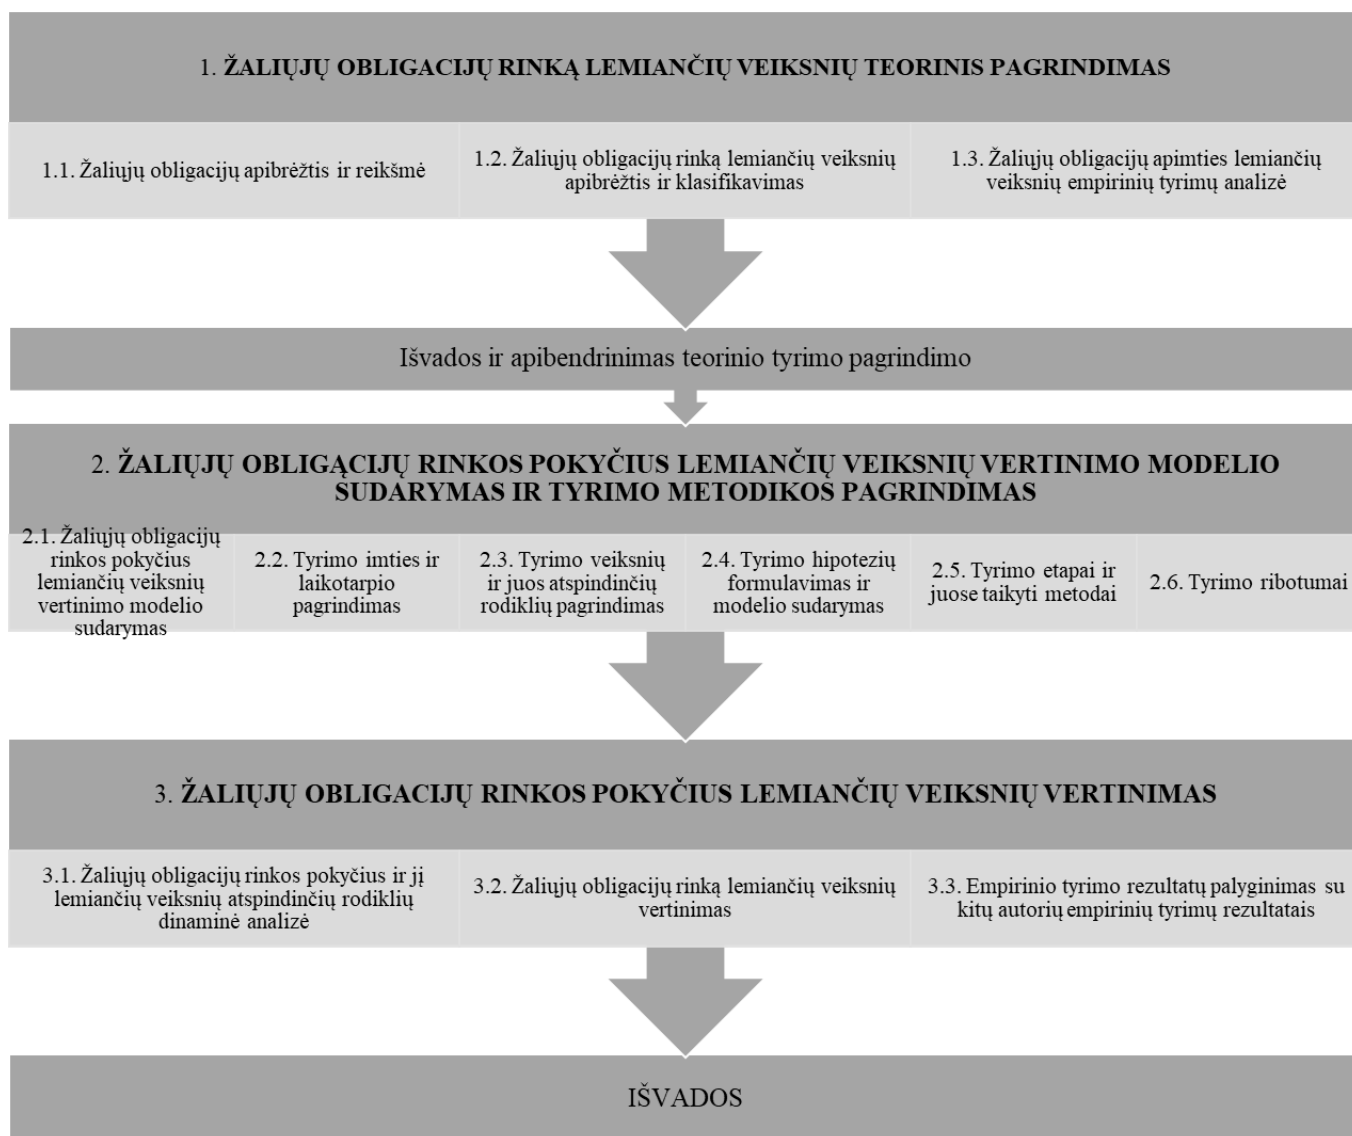 1. ŽALIŲJŲ OBLIGACIJŲ RINKĄ LEMIANČIŲ VEIKSNIŲ TEORINIS PAGRINDIMAS
1.1. Žaliųjų obligacijų apibrėžtis ir reikšmė
1.2. Žaliųjų obligacijų rinką lemiančių veiksnių
apibrėžtis ir klasifikavimas
1.3. Žaliųjų obligacijų apimties lemiančių
veiksnių empirinių tyrimų analizė
Išvados ir apibendrinimas teorinio tyrimo pagrindimo
2. ŽALIŲJŲ OBLIGĄCIJŲ RINKOS POKYČIUS LEMIANČIŲ VEIKSNIŲ VERTINIMO MODELIO
SUDARYMAS IR TYRIMO METODIKOS PAGRINDIMAS
2.1. Žaliųjų obligacijų
rinkos pokyčius
lemiančių veiksnių
vertinimo modelio
sudarymas
2.2. Tyrimo imties ir
laikotarpio
pagrindimas
2.3. Tyrimo veiksnių
ir juos atspindinčių
rodiklių pagrindimas
2.4. Tyrimo hipotezių
formulavimas ir
modelio sudarymas
2.5. Tyrimo etapai ir
juose taikyti metodai
2.6. Tyrimo ribotumai
3. ŽALIŲJŲ OBLIGACIJŲ RINKOS POKYČIUS LEMIANČIŲ VEIKSNIŲ VERTINIMAS
3.1. Žaliųjų obligacijų rinkos pokyčius ir jį
lemiančių veiksnių atspindinčių rodiklių
dinaminė analizė
3.2. Žaliųjų obligacijų rinką lemiančių veiksnių
vertinimas
3.3. Empirinio tyrimo rezultatų palyginimas su
kitų autorių empirinių tyrimų rezultatais
IŠVADOS